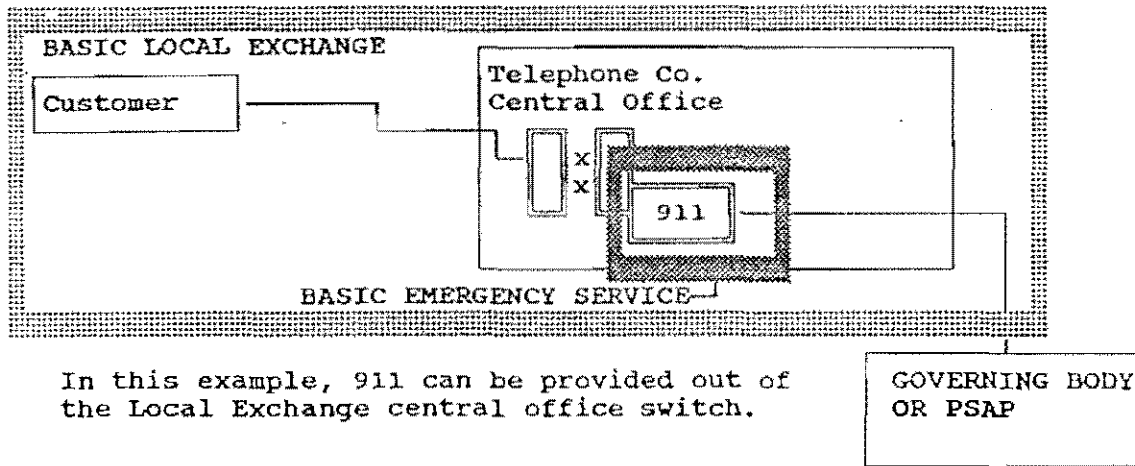 BASIC LOCAL EXCHANGE
Customer
Telephone Co.
Central Office
x
x
911
BASIC EMERGENCY SERVICE
In this example, 911 can be provided out of
the Local Exchange central office switch.
GOVERNING BODY
OR PSAP